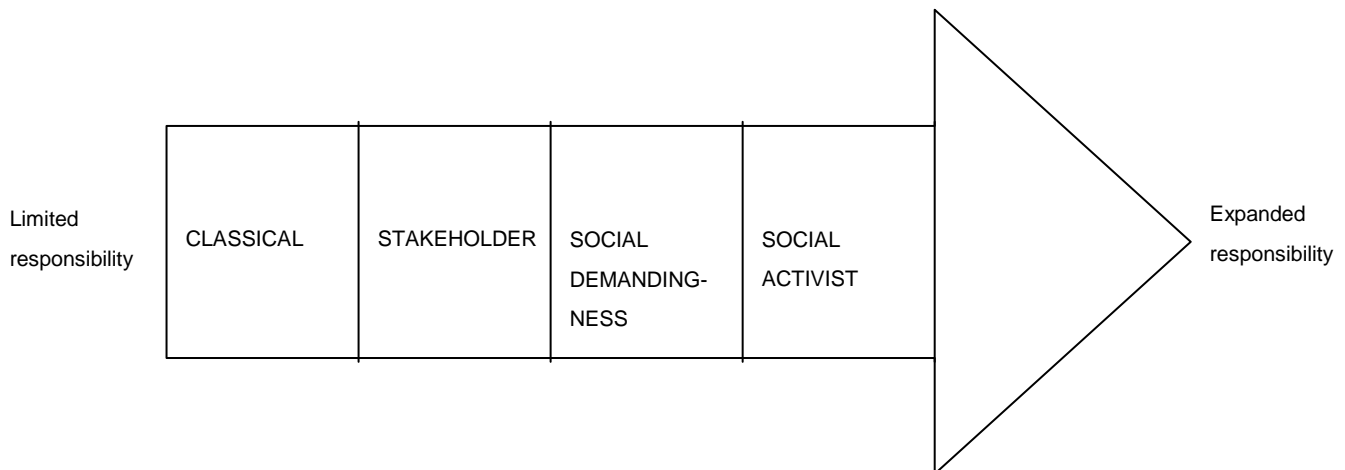 Limited
responsibility
CLASSICAL
STAKEHOLDER
SOCIAL
DEMANDING-
NESS
SOCIAL
ACTIVIST
Expanded
responsibility